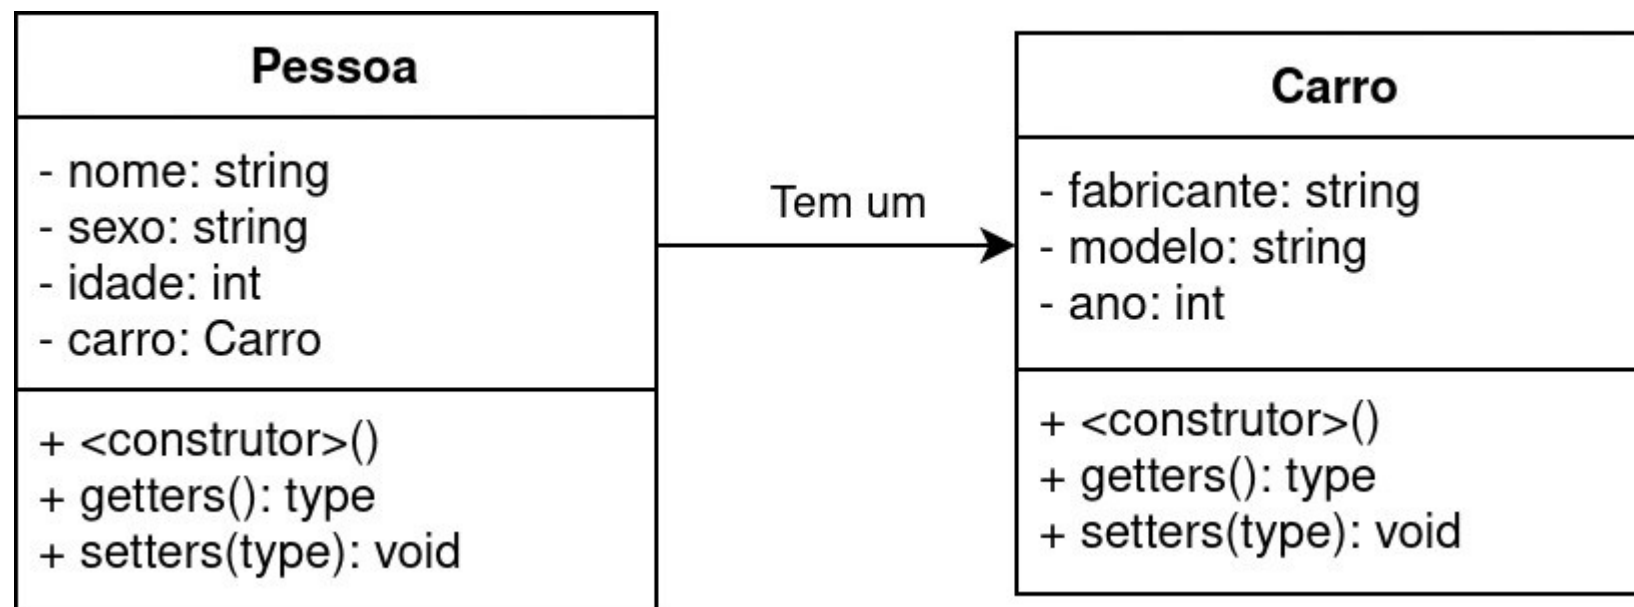 Pessoa
- nome: string
- sexo: string
- idade: int
- carro: Carro
+ <construtor>()
+ getters(): type
+ setters(type): void
Tem um
Carro
- fabricante: string
- modelo: string
- ano: int
+ <construtor>()
+ getters(): type
+ setters(type): void